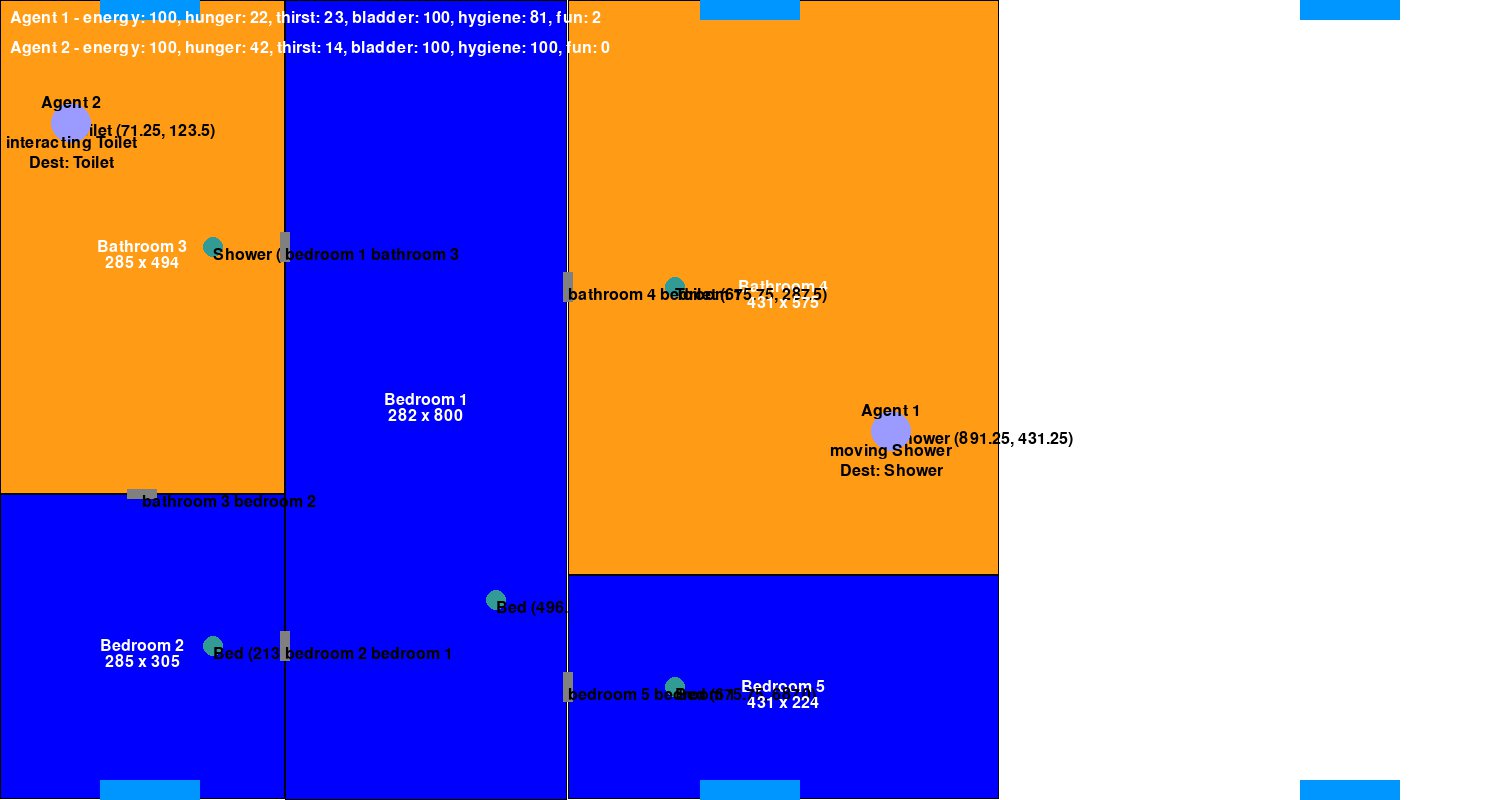 Agent 1 - energy: 100, hunger: 22, thirst: 23, bladder: 100, hygiene: 81, fun: 2
Agent 2 - energy: 100, hunger: 42, thirst: 14, bladder: 100, hygiene: 100, fun: 0
Agent 2
ilet (71.25, 123.5)
interacting Toilet
Dest: Toilet
Bathroom 3
285 x 494
Shower (
bedroom 1 bathroom 3
Bathroom 4
431 x 575
bathroom 4
Bedroom 1
282 x 800
Agent 1
ower (891.25, 431.25)
moving Shower
Dest: Shower
bathroom 3 bedroom 2
Bed (496.
Bedroom 2
285 x 305
Bed (213
bedroom 2 bedroom 1
Bedroom 5
431 x 224
bedroom 5